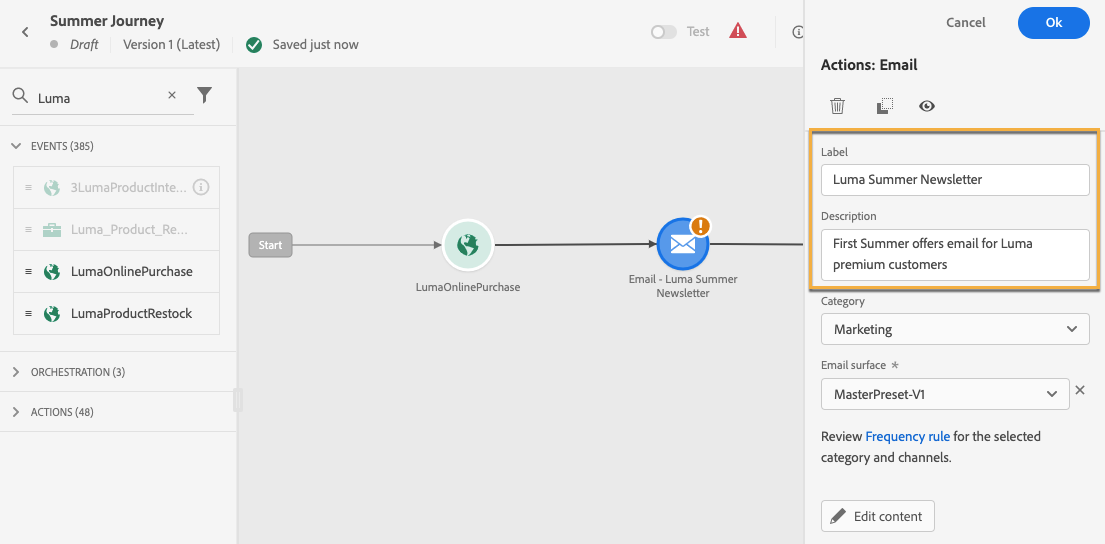 Summer Journey
Draft
Version 1 (Latest)
Saved just now
Test
Luma
EVENTS (385)
3LumaProductInte...
Luma_Product_Re...
LumaOnlinePurchase
LumaProductRestock
ORCHESTRATION (3)
ACTIONS (48)
Start
LumaOnlinePurchase
Email - Luma Summer
Newsletter
Cancel
Ok
Actions: Email
Label
Luma Summer Newsletter
Description
First Summer offers email for Luma
premium customers
Category
Marketing
Email surface *
MasterPreset-V1
Review Frequency rule for the selected
category and channels.
Edit content